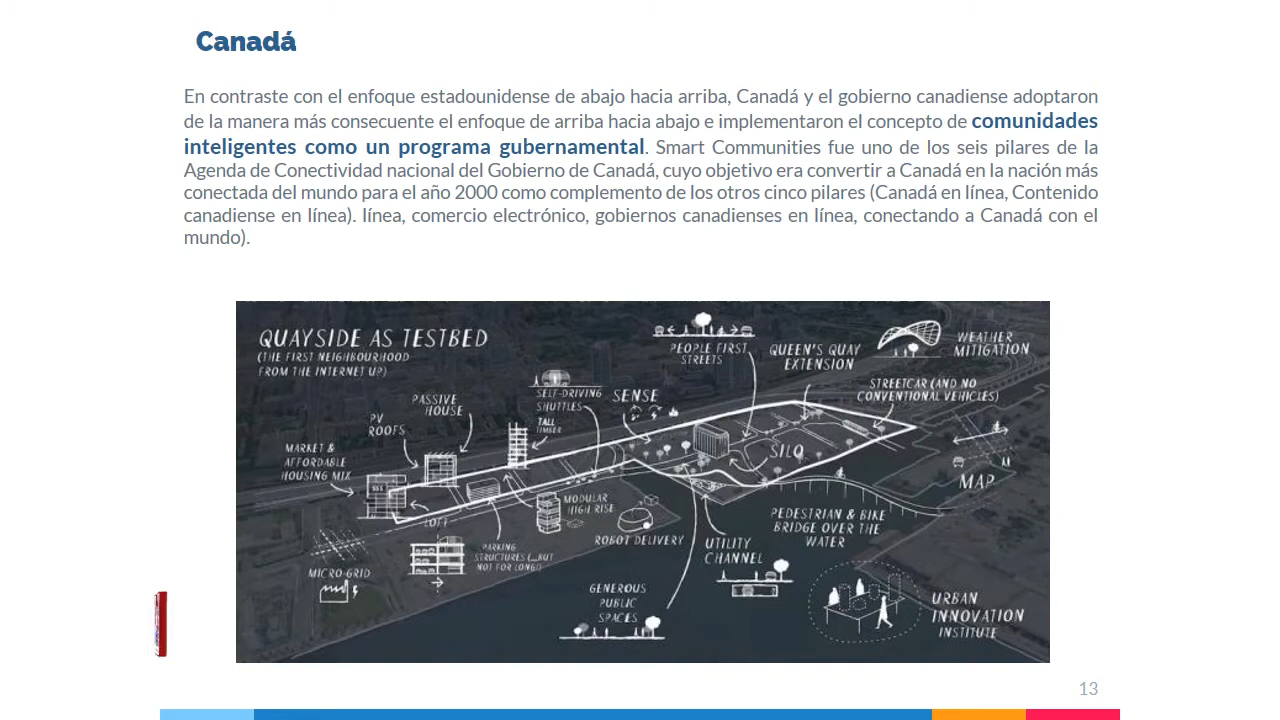 Canadá
En contraste con el enfoque estadounidense de abajo hacia arriba, Canadá y el gobierno canadiense adoptaron
de la manera más consecuente el enfoque de arriba hacia abajo e implementaron el concepto de comunidades
inteligentes como un programa gubernamental. Smart Communities fue uno de los seis pilares de la
Agenda de Conectividad nacional del Gobierno de Canadá, cuyo objetivo era convertir a Canadá en la nación más
conectada del mundo para el año 2000 como complemento de los otros cinco pilares (Canadá en línea, Contenido
canadiense en línea). línea, comercio electrónico, gobiernos canadienses en línea, conectando a Canadá con el
mundo).
QUAYSIDE AS TESTBED
(THE FIRST NEIGHBOURHOOD
FROM THE INTERNET UP)
PEOPLE FIRST
STREETS
QUEEN'S QUAY
EXTENSION
WEATHER
MITIGATION
STREETCAR (AND NO
CONVENTIONAL VEHICLES)
SELF-DRIVING
SHUTTLES
SENSE
PASSIVE
HOUSE
PV
ROOFS
TALL
TIMBER
MARKET &
AFFORDABLE
HOUSING MIX
SILO
MAP
LOFT
MODULAR
HIGH RISE
PARKING
STRUCTURES (...BUT
NOT FOR LONG)
ROBOT DELIVERY
UTILITY
CHANNEL
PEDESTRIAN & BIKE
BRIDGE OVER THE
WATER
MICRO-GRID
GENEROUS
PUBLIC
SPACES
URBAN
INNOVATION
INSTITUTE
13